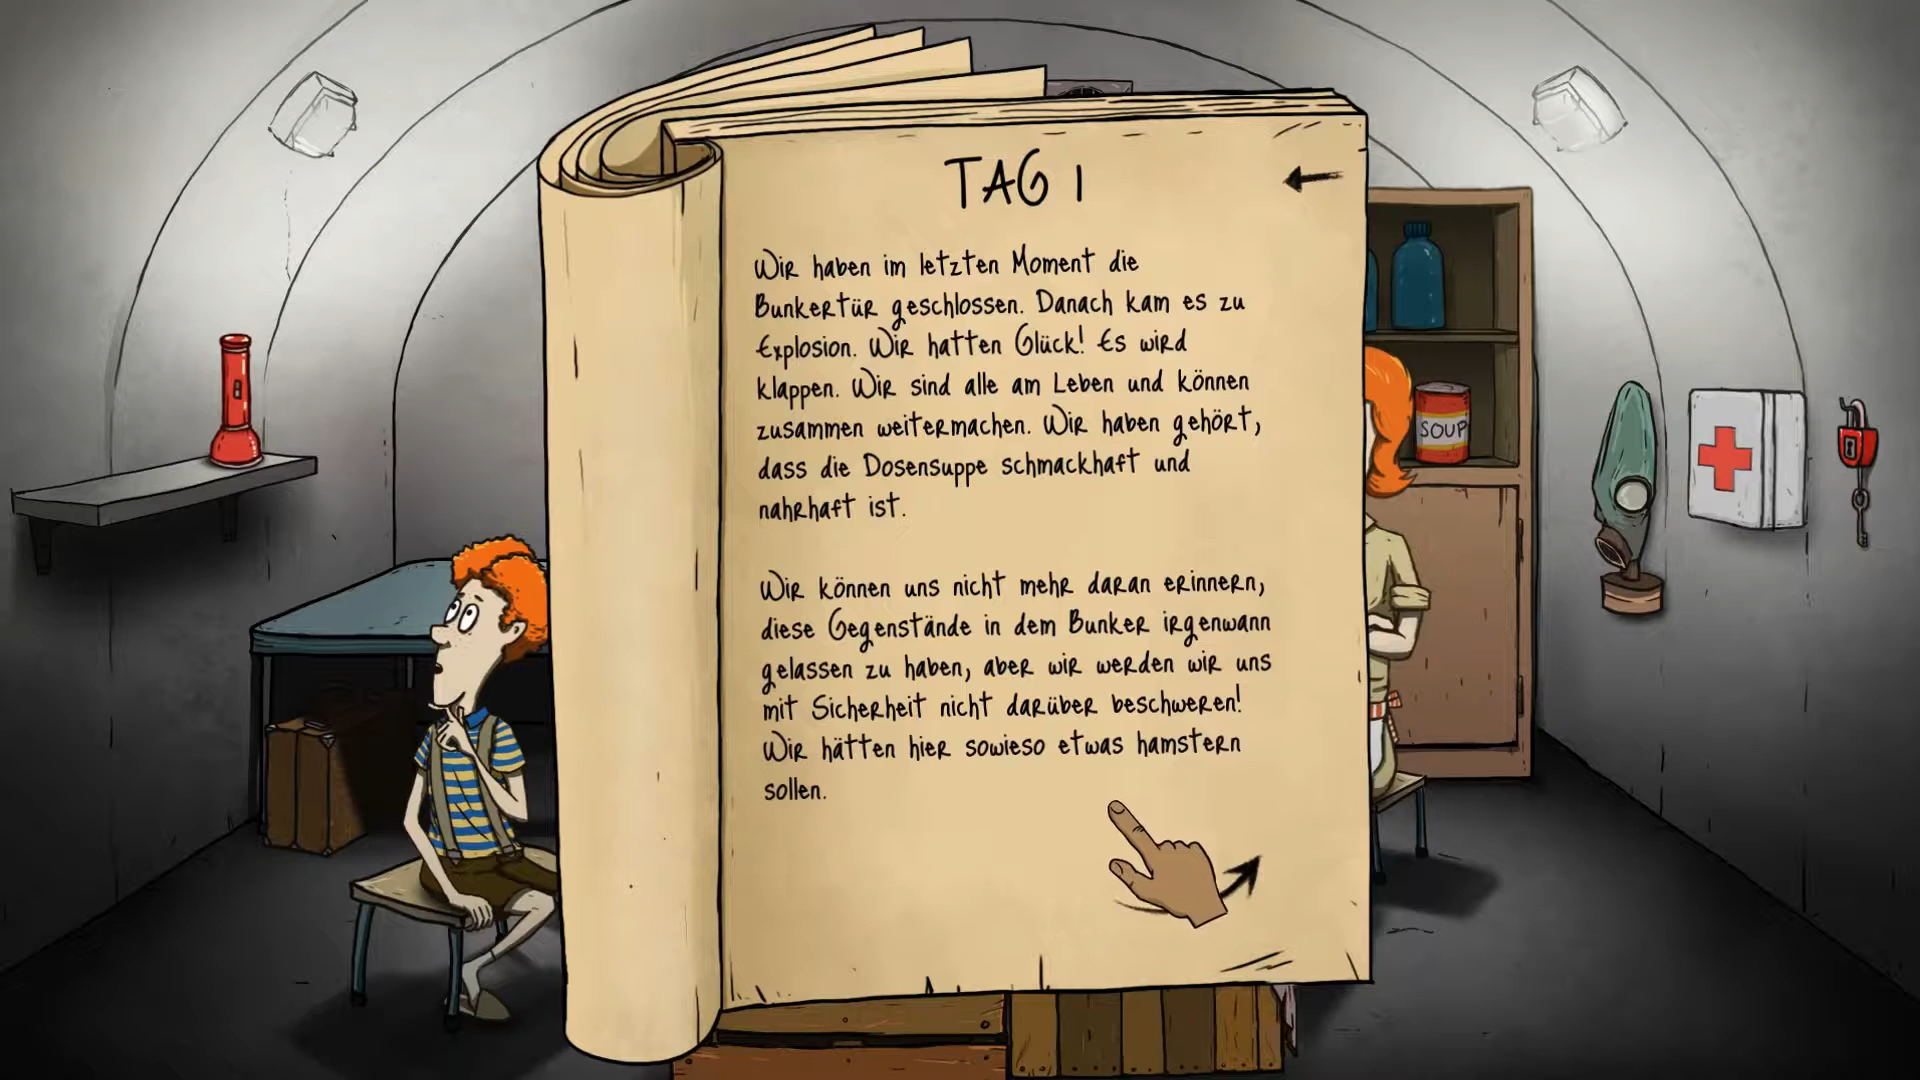 TAG 1
Wir haben im letzten Moment die
Bunkertür geschlossen. Danach kam es zu
Explosion. Wir hatten Glück! Es wird
klappen. Wir sind alle am Leben und können
zusammen weitermachen. Wir haben gehört,
dass die Dosensuppe schmackhaft und
nahrhaft ist.
Wir können uns nicht mehr daran erinnern,
diese Gegenstände in dem Bunker irgenwann
gelassen zu haben, aber wir werden wir uns
mit Sicherheit nicht darüber beschweren!
Wir hätten hier sowieso etwas hamstern
sollen.
SOUP